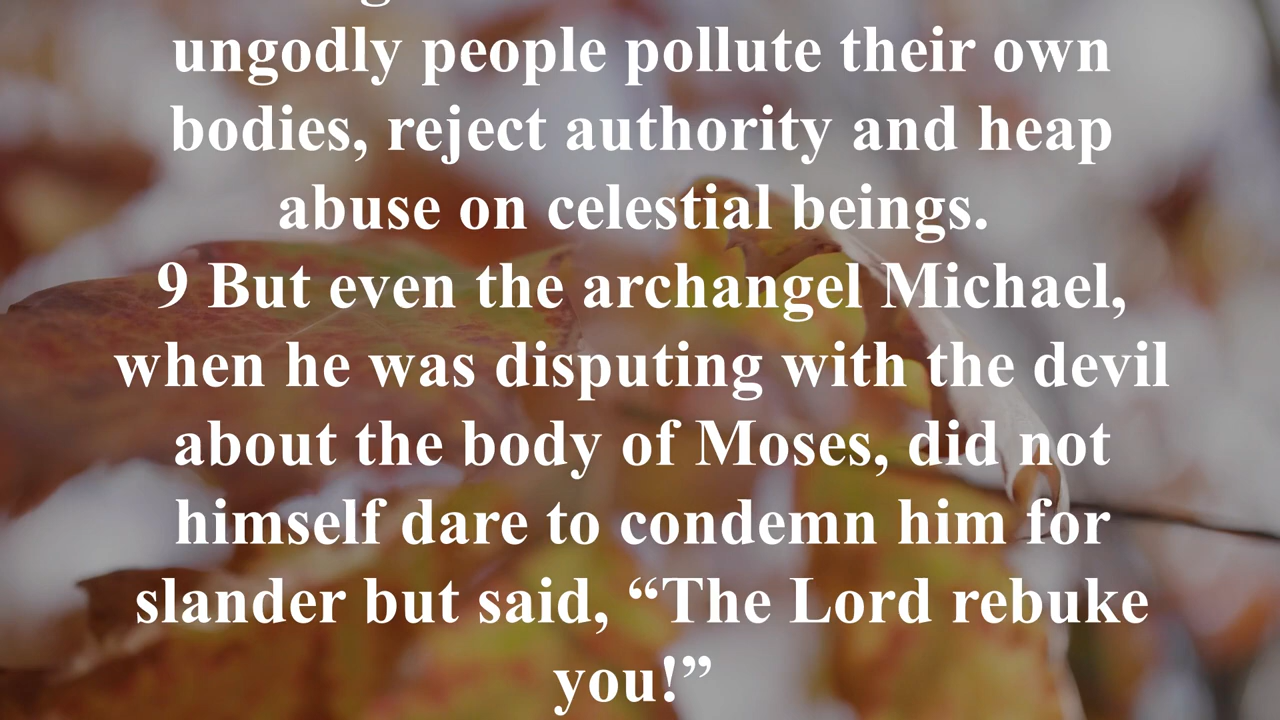 ungodly people pollute their own
bodies, reject authority and heap
abuse on celestial beings.
9 But even the archangel Michael,
when he was disputing with the devil
about the body of Moses, did not
himself dare to condemn him for
slander but said, “The Lord rebuke
you!”